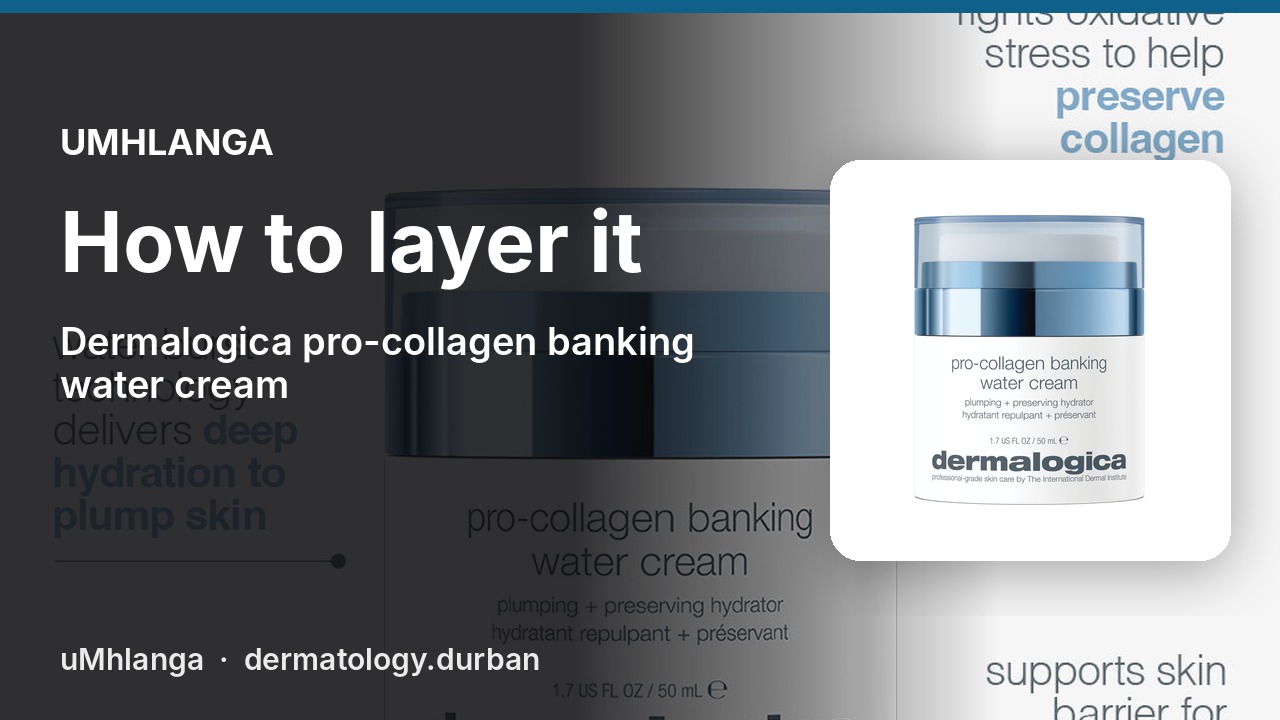 UMHLANGA
How to layer it
Dermalogica pro-collagen banking
water cream
delivers deep
hydration to
plump skin
uMhlanga · dermatology.durban
pro-collagen banking
water cream
plumping + preserving hydrator
hydratant repulpant + préservant
1.7 US FL OZ / 50 mL ℮
fights oxidative
stress to help
preserve
collagen
pro-collagen banking
water cream
plumping + preserving hydrator
hydratant repulpant + préservant
1.7 US FL OZ / 50 mL ℮
dermalogica
professional-grade skin care by The International Dermal Institute
supports skin
barrier for